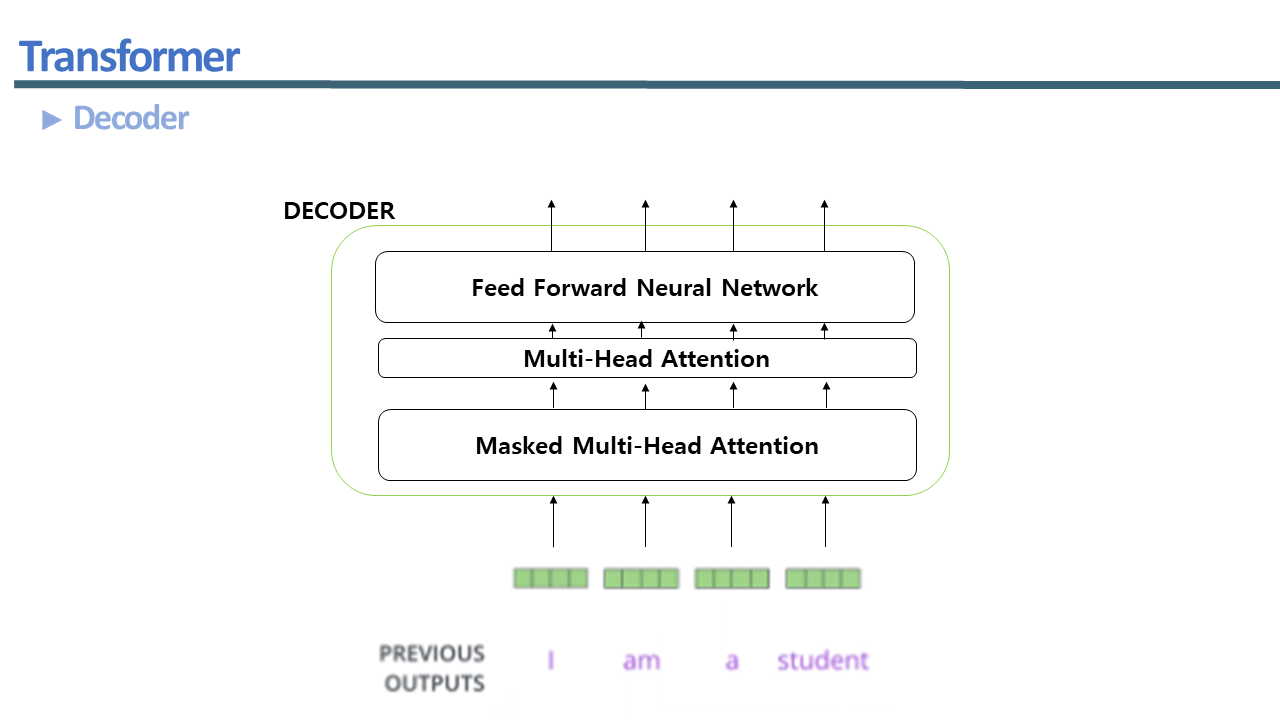 Transformer
► Decoder
DECODER
Feed Forward Neural Network
Multi-Head Attention
Masked Multi-Head Attention
PREVIOUS
OUTPUTS
I am a student